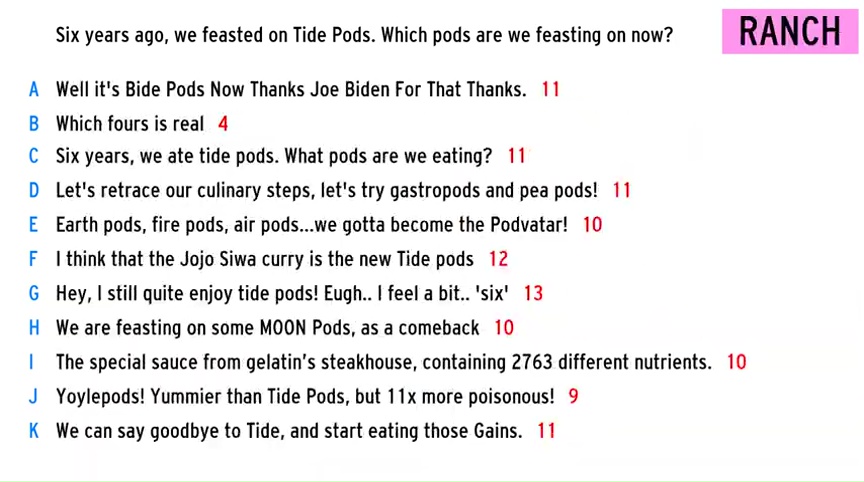 Six years ago, we feasted on Tide Pods. Which pods are we feasting on now?
RANCH
A Well it's Bide Pods Now Thanks Joe Biden For That Thanks. 11
B Which fours is real 4
C Six years, we ate tide pods. What pods are we eating? 11
D Let's retrace our culinary steps, let's try gastropods and pea pods! 11
E Earth pods, fire pods, air pods...we gotta become the Podvatar! 10
F I think that the Jojo Siwa curry is the new Tide pods 12
G Hey, I still quite enjoy tide pods! Eugh.. I feel a bit.. 'six' 13
H We are feasting on some MOON Pods, as a comeback 10
I The special sauce from gelatin’s steakhouse, containing 2763 different nutrients. 10
J Yoylepods! Yummier than Tide Pods, but 11x more poisonous! 9
K We can say goodbye to Tide, and start eating those Gains. 11